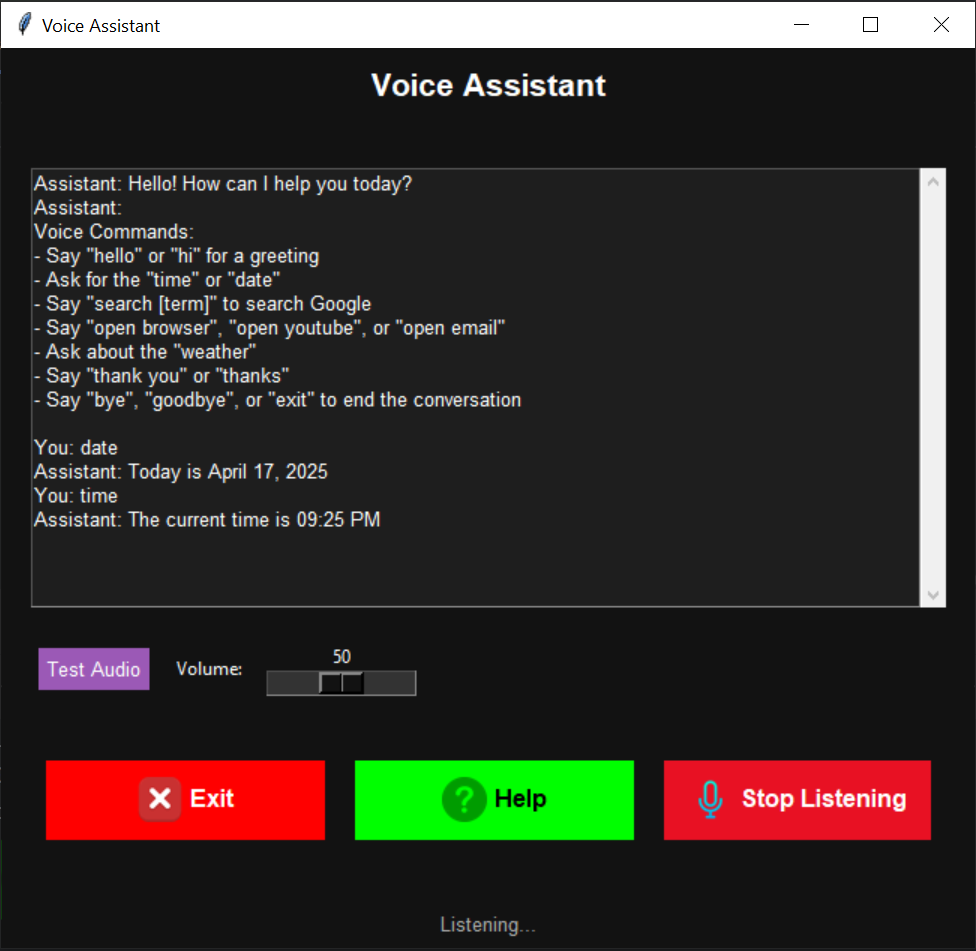 Voice Assistant
Voice Assistant
Assistant: Hello! How can I help you today?
Assistant:
Voice Commands:
- Say "hello" or "hi" for a greeting
- Ask for the "time" or "date"
- Say "search [term]" to search Google
- Say "open browser", "open youtube", or "open email"
- Ask about the "weather"
- Say "thank you" or "thanks"
- Say "bye", "goodbye", or "exit" to end the conversation
You: date
Assistant: Today is April 17, 2025
You: time
Assistant: The current time is 09:25 PM
50
Test Audio Volume:
Exit ? Help Stop Listening
Listening...